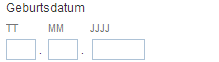 Geburtsdatum
TT MM JJJJ
. .